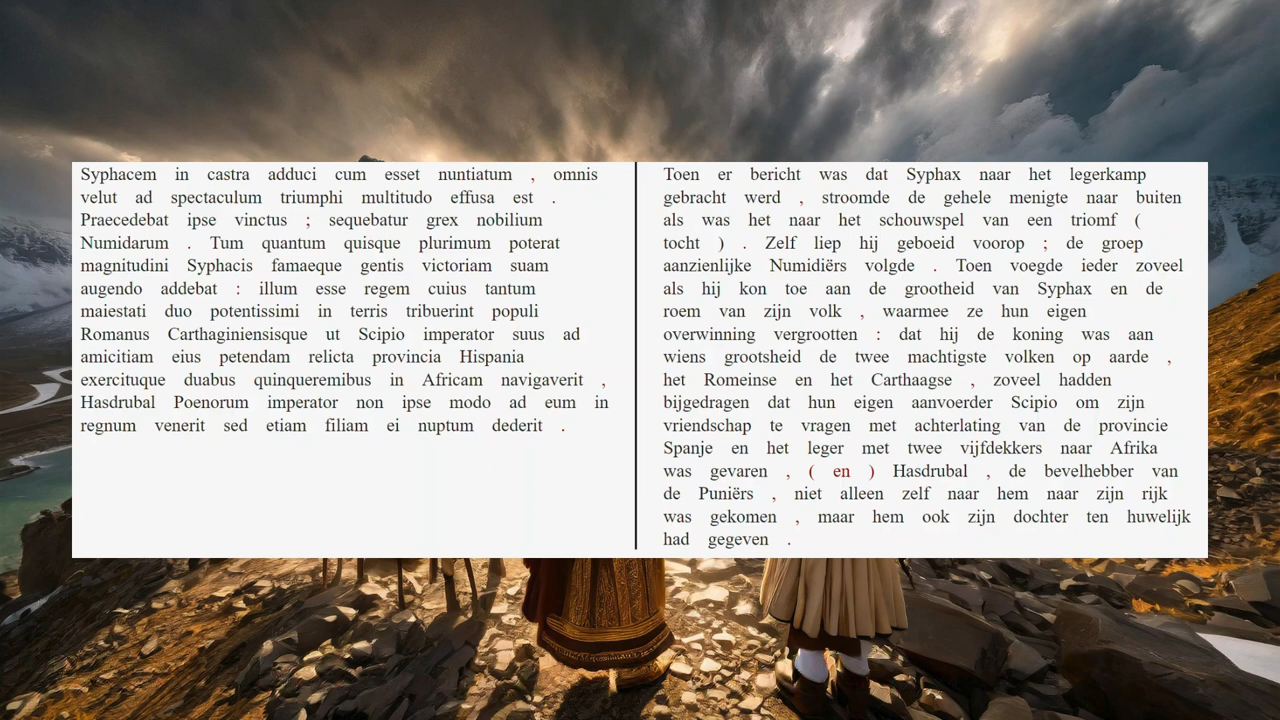 Syphacem in castra adduci cum esset nuntiatum , omnis
velut ad spectaculum triumphi multitudo effusa est .
Praecedebat ipse vinctus ; sequebatur grex nobilium
Numidarum . Tum quantum quisque plurimum poterat
magnitudini Syphacis famaeque gentis victoriam suam
augendo addebat : illum esse regem cuius tantum
maiestati duo potentissimi in terris tribuerint populi
Romanus Carthaginiensisque ut Scipio imperator suus ad
amicitiam eius petendam relicta provincia Hispania
exercituque duabus quinqueremibus in Africam navigaverit ,
Hasdrubal Poenorum imperator non ipse modo ad eum in
regnum venerit sed etiam filiam ei nuptum dederit .
Toen er bericht was dat Syphax naar het legerkamp
gebracht werd , stroomde de gehele menigte naar buiten
als was het naar het schouwspel van een triomf (
tocht ) . Zelf liep hij geboeid voorop ; de groep
aanzienlijke Numidiërs volgde . Toen voegde ieder zoveel
als hij kon toe aan de grootheid van Syphax en de
roem van zijn volk , waarmee ze hun eigen
overwinning vergrootten : dat hij de koning was aan
wiens grootsheid de twee machtigste volken op aarde ,
het Romeinse en het Carthaagse , zoveel hadden
bijgedragen dat hun eigen aanvoerder Scipio om zijn
vriendschap te vragen met achterlating van de provincie
Spanje en het leger met twee vijfdekkers naar Afrika
was gevaren , ( en ) Hasdrubal , de bevelhebber van
de Puniërs , niet alleen zelf naar hem naar zijn rijk
was gekomen , maar hem ook zijn dochter ten huwelijk
had gegeven .